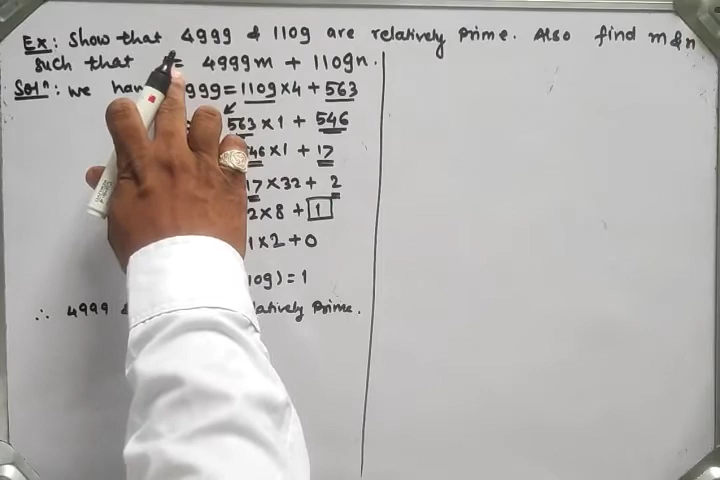 Ex: Show that 4999 & 1109 are relatively Prime. Also find m & n
such that = 4999m + 1109n.
Solⁿ: we 999 = 1109×4 + 563
563×1 + 546
46×1 + 17
17×32 + 2
2×8 + 1
1×2 + 0
109) = 1
∴ 4999 Prime.